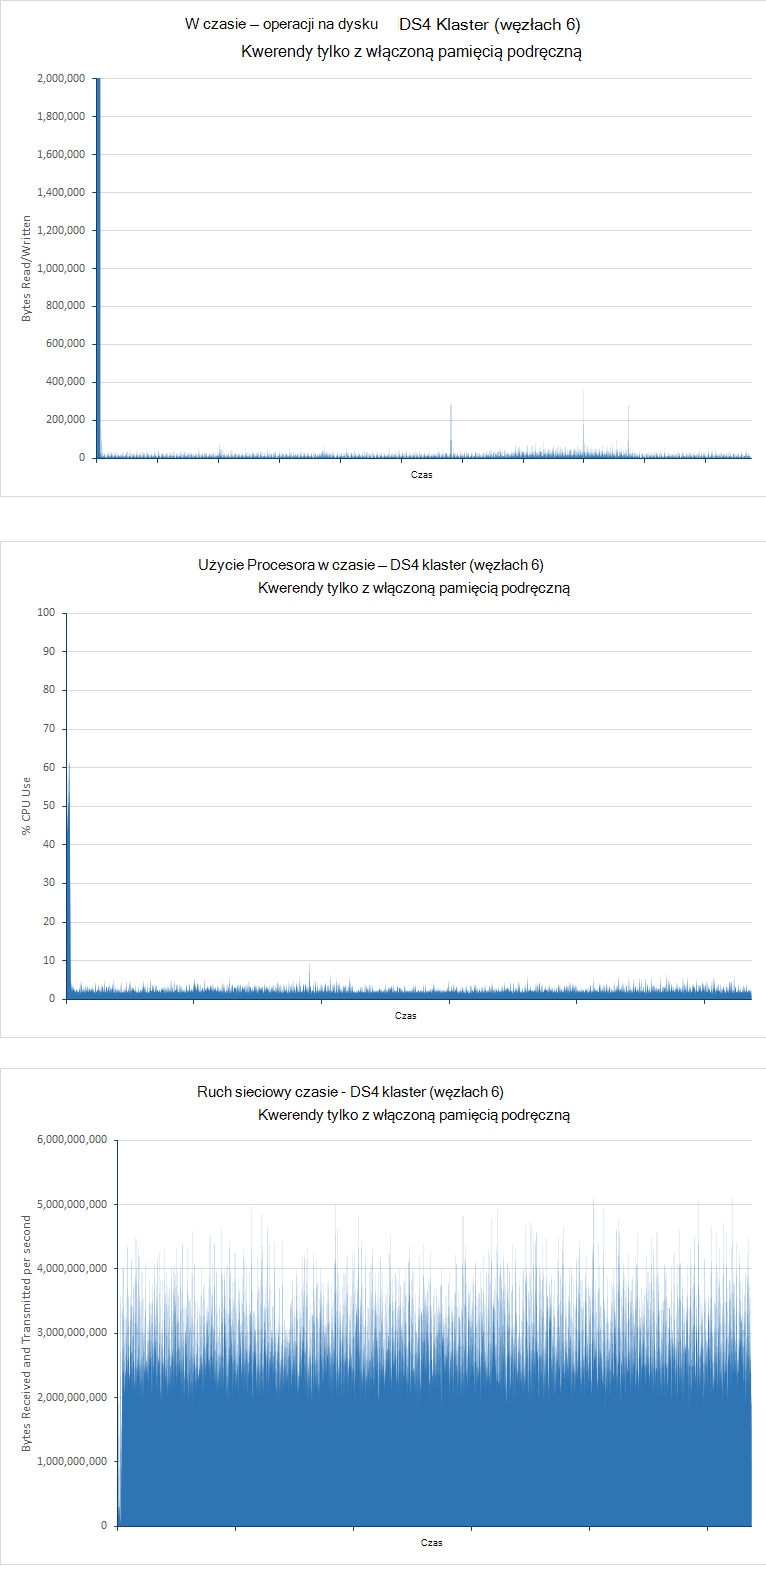 W czasie – operacji na dysku DS4 Klaster (węzłach 6)
Kwerendy tylko z włączoną pamięcią podręczną
2,000,000
1,800,000
1,600,000
1,400,000
1,200,000
1,000,000
800,000
600,000
400,000
200,000
0
Bytes Read/Written
Czas
Użycie Procesora w czasie – DS4 klaster (węzłach 6)
Kwerendy tylko z włączoną pamięcią podręczną
100
90
80
70
60
50
40
30
20
10
0
% CPU Use
Czas
Ruch sieciowy czasie - DS4 klaster (węzłach 6)
Kwerendy tylko z włączoną pamięcią podręczną
6,000,000,000
5,000,000,000
4,000,000,000
3,000,000,000
2,000,000,000
1,000,000,000
0
Bytes Received and Transmitted per second
Czas